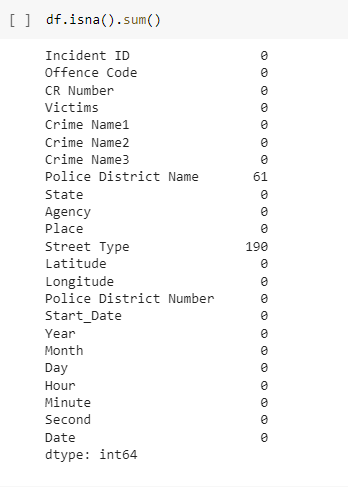 [ ] df.isna().sum()
Incident ID 0
Offence Code 0
CR Number 0
Victims 0
Crime Name1 0
Crime Name2 0
Crime Name3 0
Police District Name 61
State 0
Agency 0
Place 0
Street Type 190
Latitude 0
Longitude 0
Police District Number 0
Start_Date 0
Year 0
Month 0
Day 0
Hour 0
Minute 0
Second 0
Date 0
dtype: int64